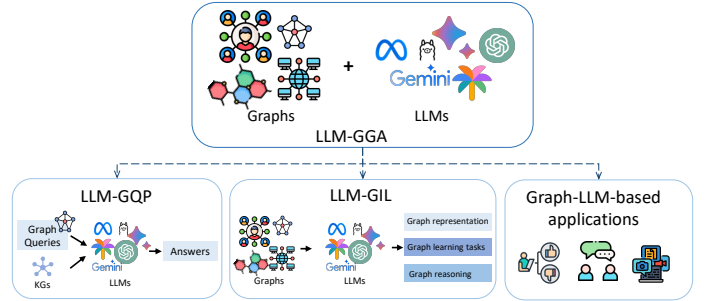 +
Gemini
Graphs
LLMs
LLM-GGA
LLM-GQP
Graph
Queries
KGs
Gemini
LLMs
Answers
LLM-GIL
Graphs
Gemini
LLMs
Graph representation
Graph learning tasks
Graph reasoning
Graph-LLM-based
applications